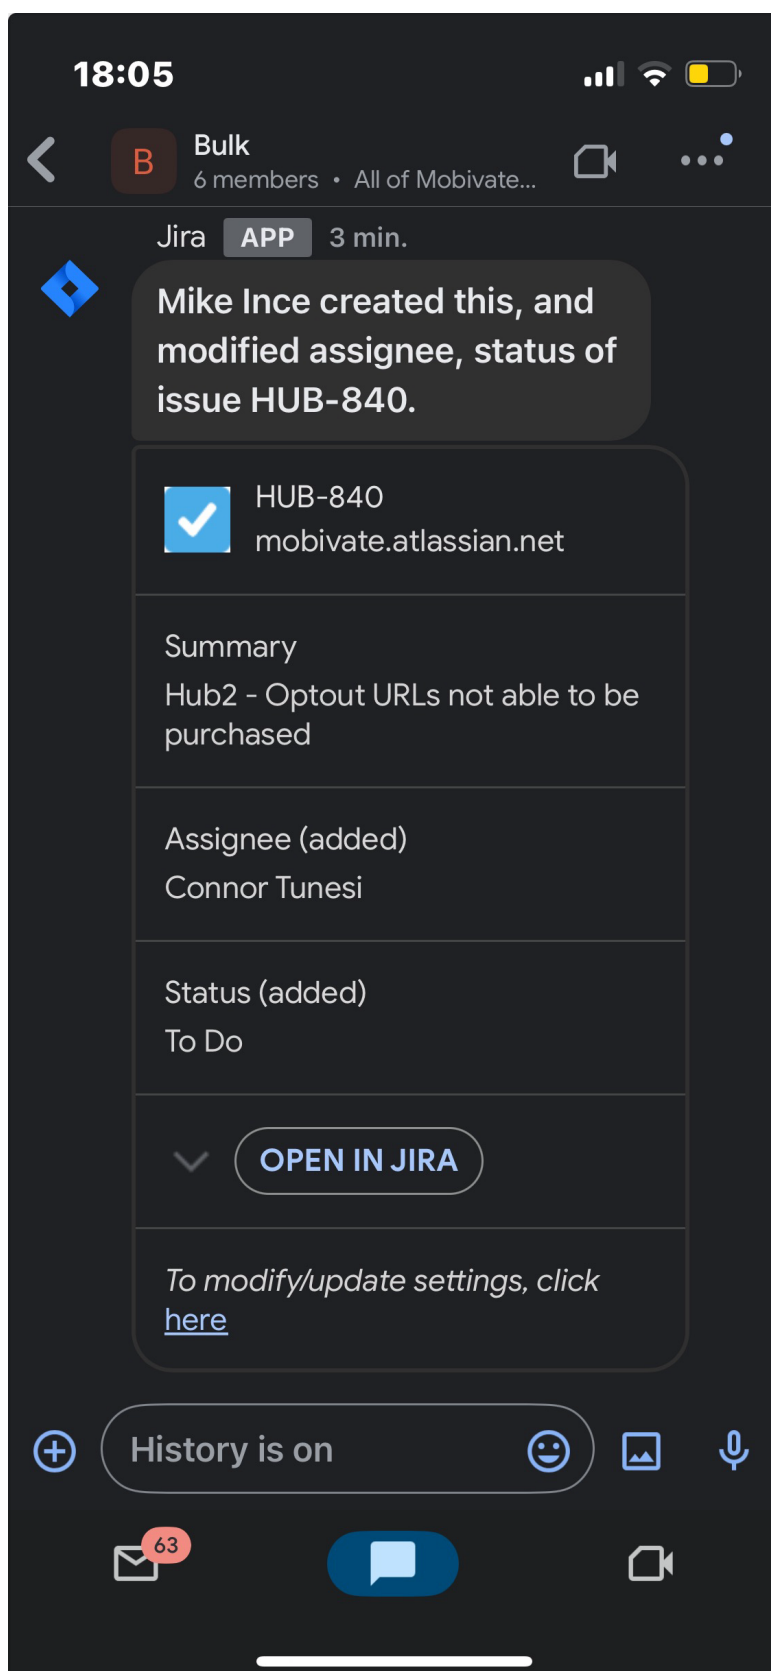 18:05
B
Bulk
6 members • All of Mobivate...
Jira APP 3 min.
Mike Ince created this, and
modified assignee, status of
issue HUB-840.
HUB-840
mobivate.atlassian.net
Summary
Hub2 - Optout URLs not able to be
purchased
Assignee (added)
Connor Tunesi
Status (added)
To Do
OPEN IN JIRA
To modify/update settings, click
here
History is on
63